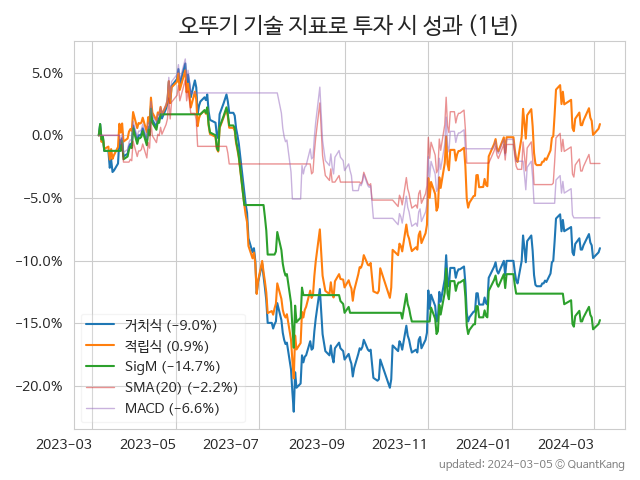 오뚜기 기술 지표로 투자 시 성과 (1년)
5.0%
0.0%
−5.0%
−10.0%
−15.0%
−20.0%
거치식 (−9.0%)
적립식 (0.9%)
SigM (−14.7%)
SMA(20) (−2.2%)
MACD (−6.6%)
2023-03 2023-05 2023-07 2023-09 2023-11 2024-01 2024-03
updated: 2024-03-05 ⓒ QuantKang